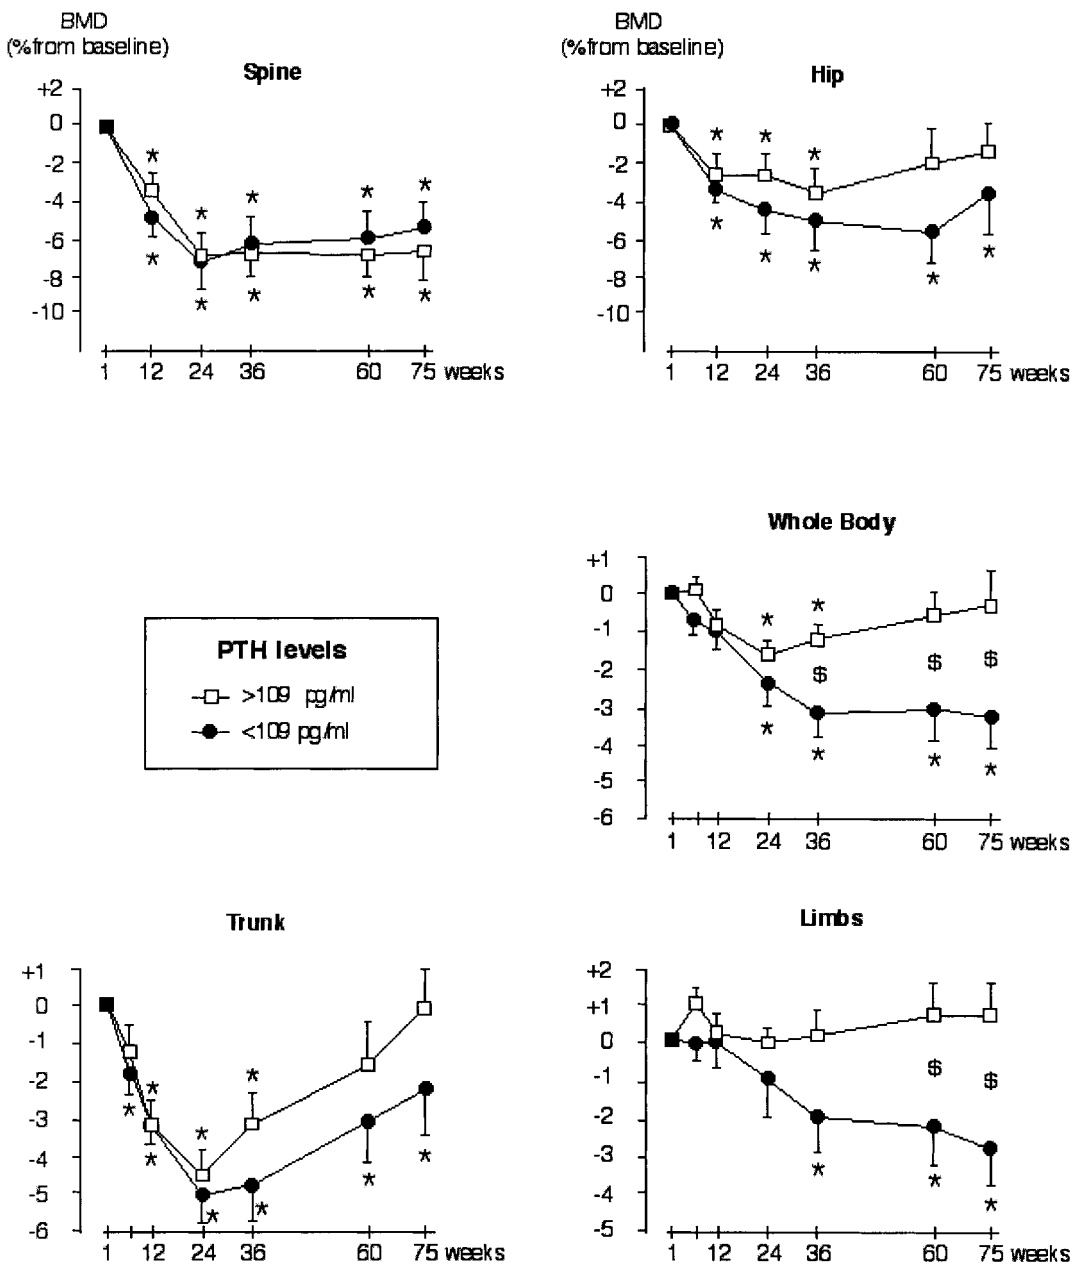 BMD
(%from baseline)
Spine
+2
0
-2
-4
-6
-8
-10
*
*
*
*
*
*
*
*
*
*
1 12 24 36 60 75 weeks
BMD
(%from baseline)
Hip
+2
0
-2
-4
-6
-8
-10
* * *
* * * * *
1 12 24 36 60 75 weeks
PTH levels
>109 pg/ml
<109 pg/ml
Whole Body
+1
0
-1
-2
-3
-4
-5
-6
* *
$ $ $
* * * *
1 12 24 36 60 75 weeks
Trunk
+1
0
-1
-2
-3
-4
-5
-6
* * *
* * * * * *
1 12 24 36 60 75 weeks
Limbs
+2
+1
0
-1
-2
-3
-4
-5
$ $
* * *
1 12 24 36 60 75 weeks